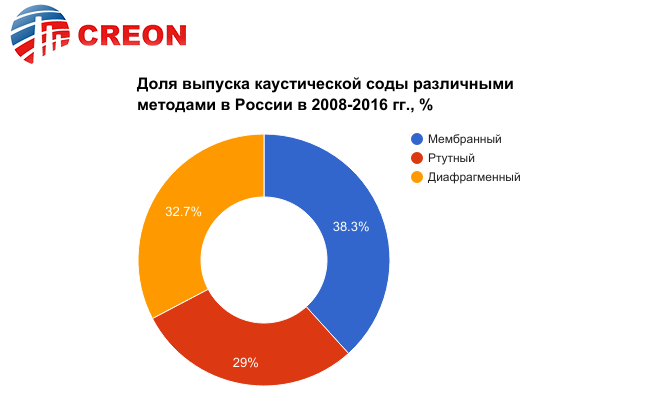 CREON
Доля выпуска каустической соды различными
методами в России в 2008-2016 гг., %
Мембранный
Ртутный
Диафрагменный
32.7%
38.3%
29%